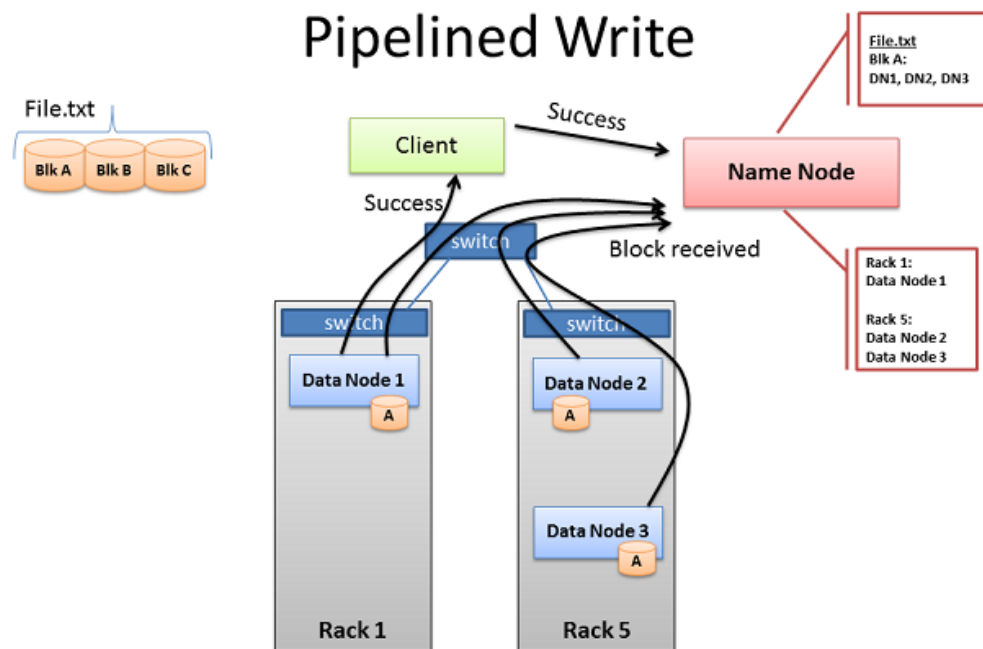 Pipelined Write
File.txt
Blk A:
DN1, DN2, DN3
File.txt
Blk A
Blk B
Blk C
Client
Success
Name Node
Success
switch
Block received
Rack 1:
Data Node 1
Rack 5:
Data Node 2
Data Node 3
switch
switch
Data Node 1
A
Data Node 2
A
Data Node 3
A
Rack 1
Rack 5